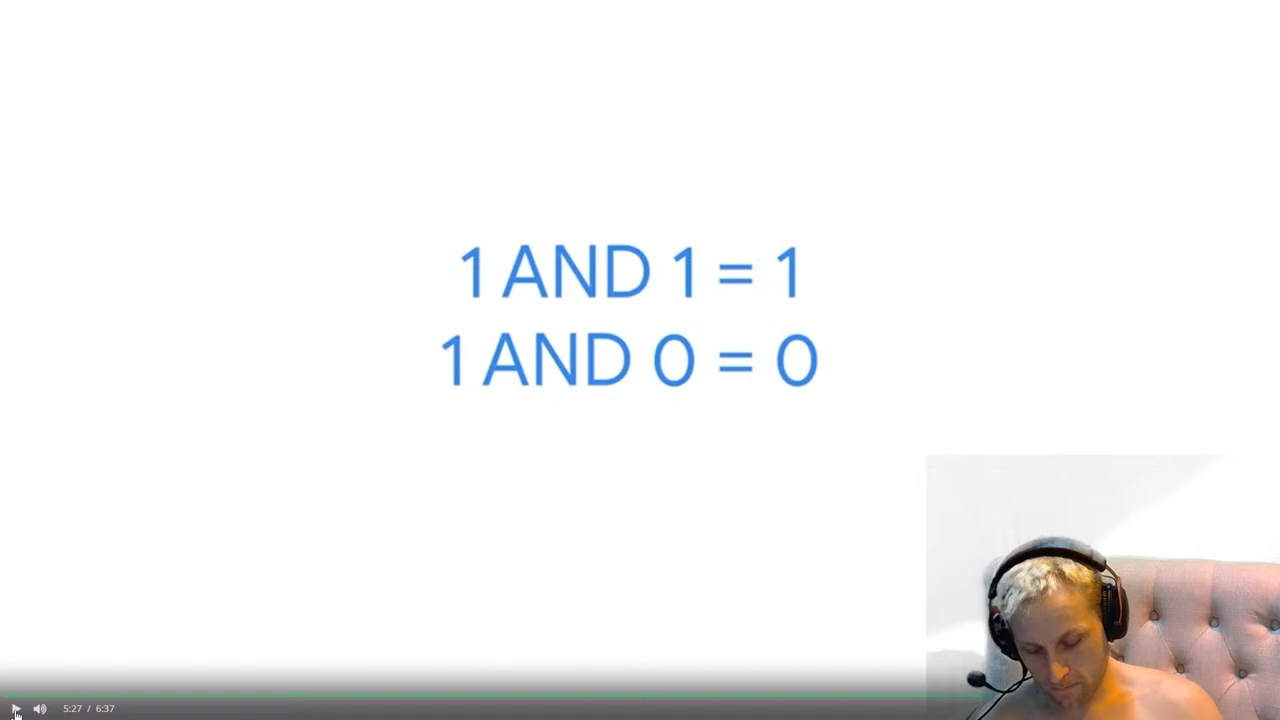 1 AND 1 = 1
1 AND 0 = 0
5:27 / 6:37